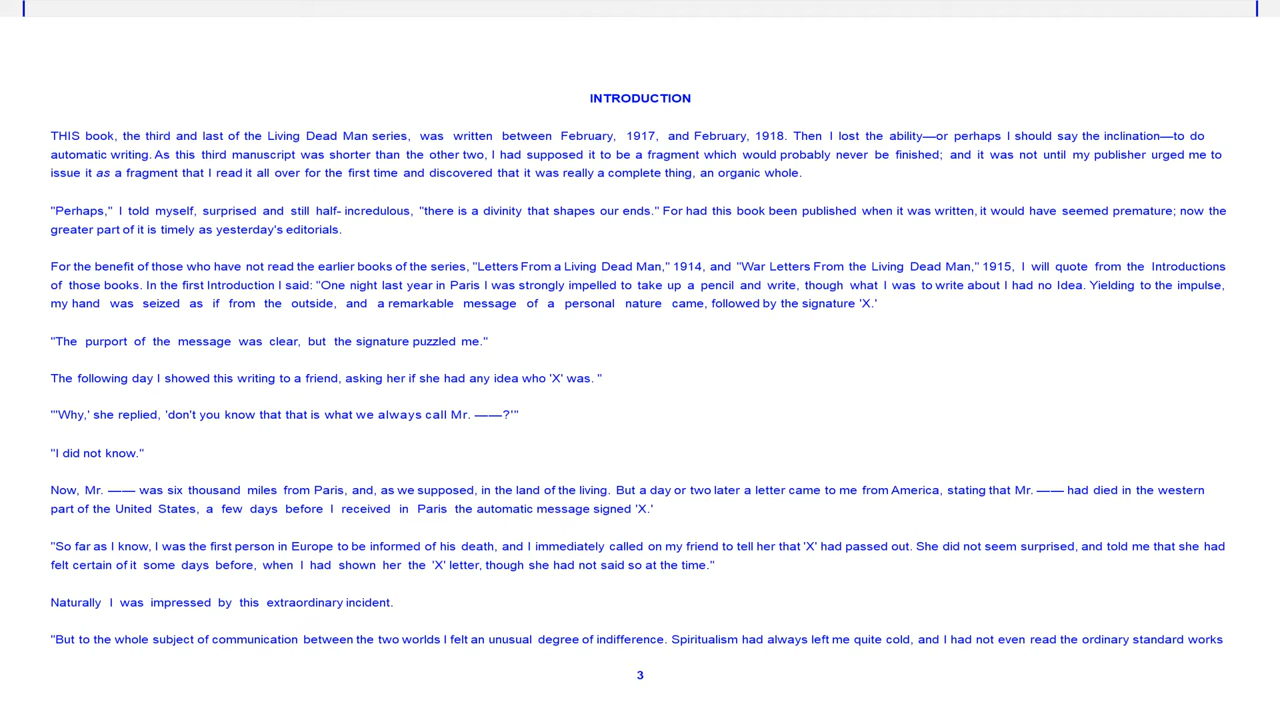 INTRODUCTION
THIS book, the third and last of the Living Dead Man series, was written between February, 1917, and February, 1918. Then I lost the ability—or perhaps I should say the inclination—to do
automatic writing. As this third manuscript was shorter than the other two, I had supposed it to be a fragment which would probably never be finished; and it was not until my publisher urged me to
issue it as a fragment that I read it all over for the first time and discovered that it was really a complete thing, an organic whole.
"Perhaps," I told myself, surprised and still half- incredulous, "there is a divinity that shapes our ends." For had this book been published when it was written, it would have seemed premature; now the
greater part of it is timely as yesterday's editorials.
For the benefit of those who have not read the earlier books of the series, "Letters From a Living Dead Man," 1914, and "War Letters From the Living Dead Man," 1915, I will quote from the Introductions
of those books. In the first Introduction I said: "One night last year in Paris I was strongly impelled to take up a pencil and write, though what I was to write about I had no Idea. Yielding to the impulse,
my hand was seized as if from the outside, and a remarkable message of a personal nature came, followed by the signature 'X.'
"The purport of the message was clear, but the signature puzzled me."
The following day I showed this writing to a friend, asking her if she had any idea who 'X' was. "
"'Why,' she replied, 'don't you know that that is what we always call Mr. ——?'"
"I did not know."
Now, Mr. —— was six thousand miles from Paris, and, as we supposed, in the land of the living. But a day or two later a letter came to me from America, stating that Mr. —— had died in the western
part of the United States, a few days before I received in Paris the automatic message signed 'X.'
"So far as I know, I was the first person in Europe to be informed of his death, and I immediately called on my friend to tell her that 'X' had passed out. She did not seem surprised, and told me that she had
felt certain of it some days before, when I had shown her the 'X' letter, though she had not said so at the time."
Naturally I was impressed by this extraordinary incident.
"But to the whole subject of communication between the two worlds I felt an unusual degree of indifference. Spiritualism had always left me quite cold, and I had not even read the ordinary standard works
3